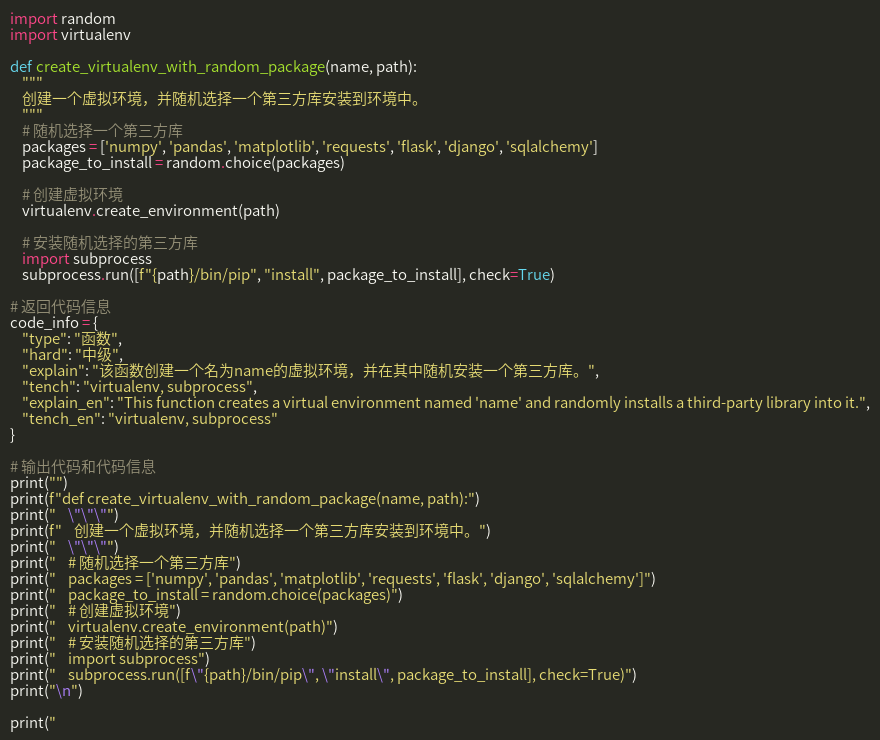 import random
import virtualenv
def create_virtualenv_with_random_package(name, path):
"""
创建一个虚拟环境，并随机选择一个第三方库安装到环境中。
"""
# 随机选择一个第三方库
packages = ['numpy', 'pandas', 'matplotlib', 'requests', 'flask', 'django', 'sqlalchemy']
package_to_install = random.choice(packages)
# 创建虚拟环境
virtualenv.create_environment(path)
# 安装随机选择的第三方库
import subprocess
subprocess.run([f"{path}/bin/pip", "install", package_to_install], check=True)
# 返回代码信息
code_info = {
"type": "函数",
"hard": "中级",
"explain": "该函数创建一个名为name的虚拟环境，并在其中随机安装一个第三方库。",
"tench": "virtualenv, subprocess",
"explain_en": "This function creates a virtual environment named 'name' and randomly installs a third-party library into it.",
"tench_en": "virtualenv, subprocess"
}
# 输出代码和代码信息
print("")
print(f"def create_virtualenv_with_random_package(name, path):")
print("    \"\"\"")
print(f"    创建一个虚拟环境，并随机选择一个第三方库安装到环境中。")
print("    \"\"\"")
print("    # 随机选择一个第三方库")
print("    packages = ['numpy', 'pandas', 'matplotlib', 'requests', 'flask', 'django', 'sqlalchemy']")
print("    package_to_install = random.choice(packages)")
print("    # 创建虚拟环境")
print("    virtualenv.create_environment(path)")
print("    # 安装随机选择的第三方库")
print("    import subprocess")
print("    subprocess.run([f\"{path}/bin/pip\", \"install\", package_to_install], check=True)")
print("\n")
print("